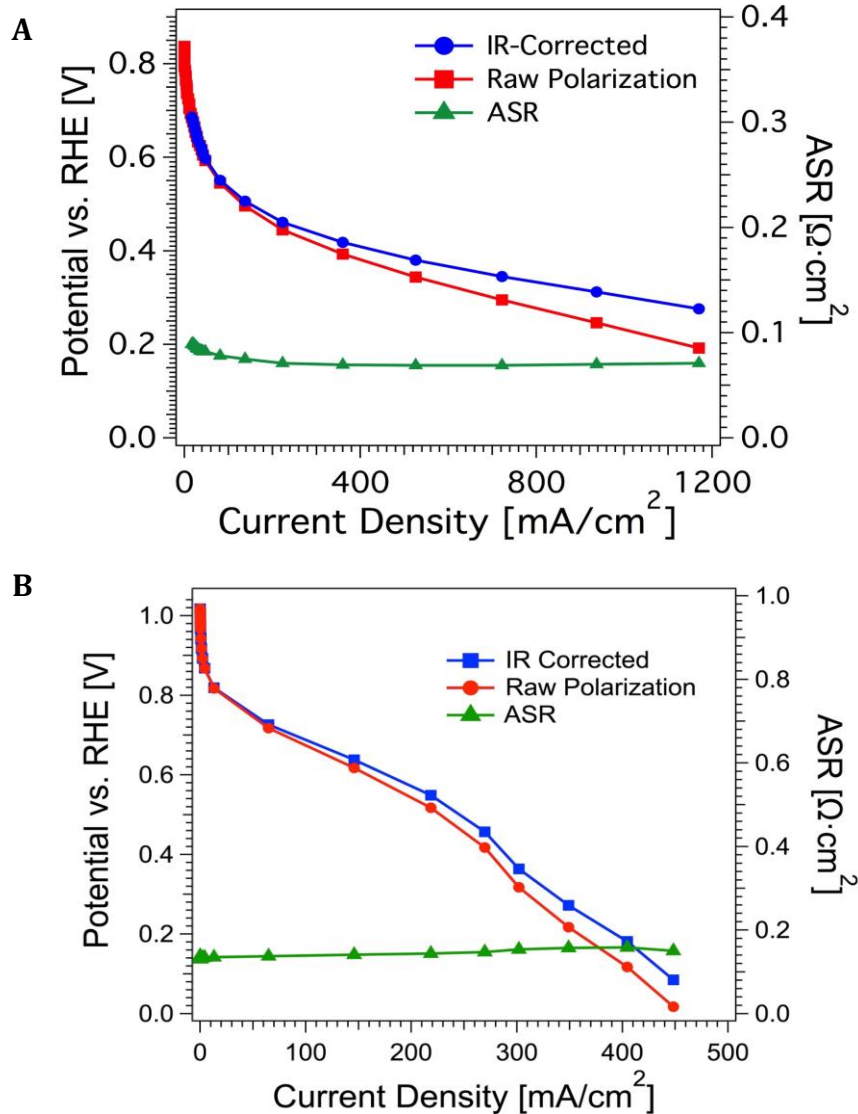 A
IR-Corrected
Raw Polarization
ASR
Potential vs. RHE [V]
0.8
0.6
0.4
0.2
0.0
0.4
0.3
0.2
0.1
0.0
ASR [Ω·cm2]
0
400
800
1200
Current Density [mA/cm2]
B
IR Corrected
Raw Polarization
ASR
Potential vs. RHE [V]
1.0
0.8
0.6
0.4
0.2
0.0
1.0
0.8
0.6
0.4
0.2
0.0
ASR [Ω·cm2]
0
100
200
300
400
500
Current Density [mA/cm2]